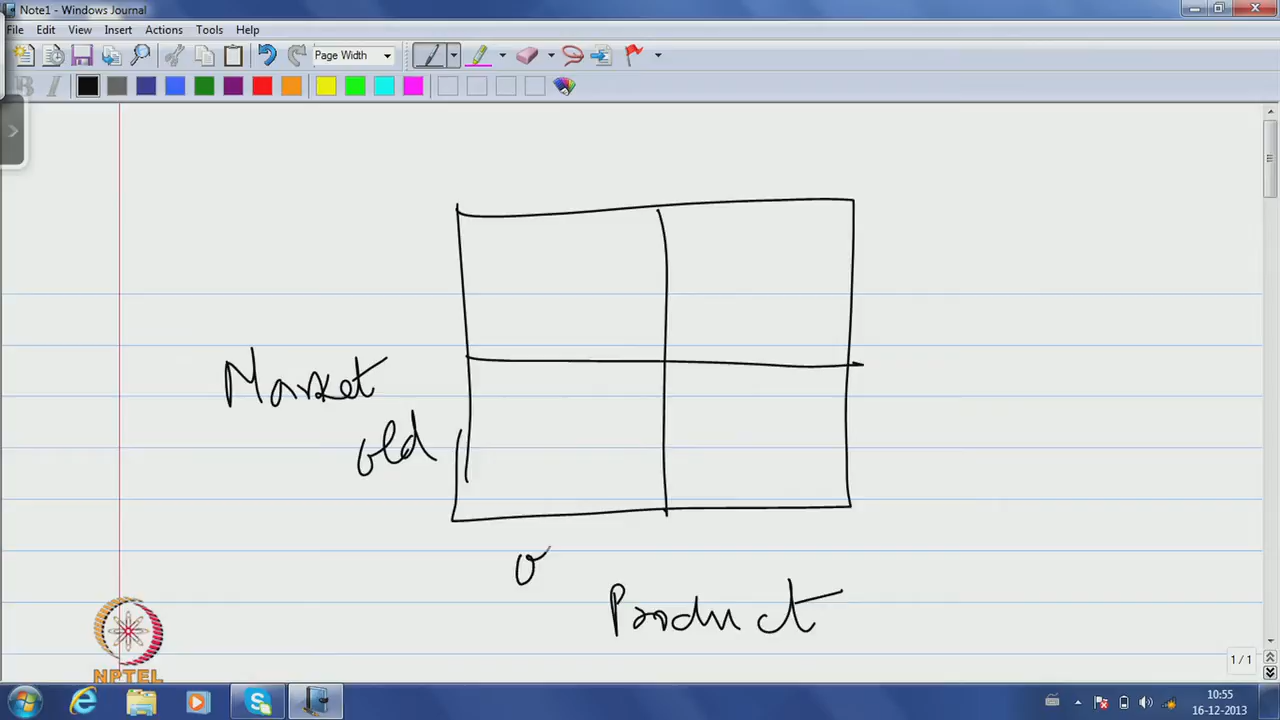 Note1 - Windows Journal
File Edit View Insert Actions Tools Help
Page Width
B I
Market
old
o
Product
NPTEL
1 / 1
10:55
16-12-2013